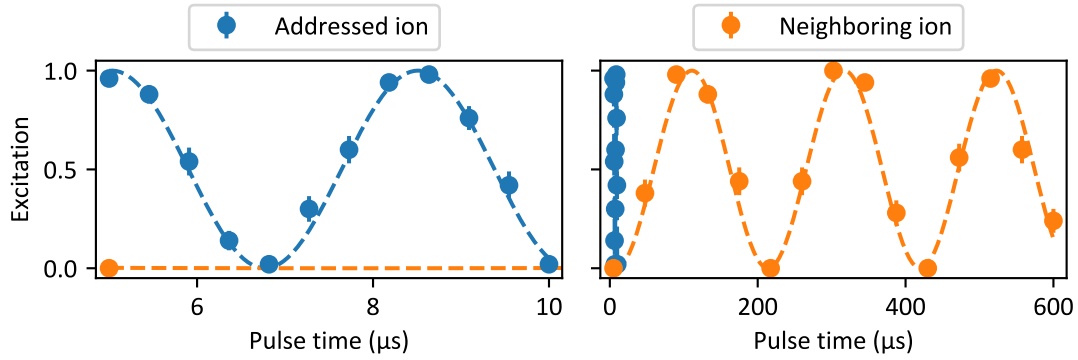 Addressed ion
Neighboring ion
Excitation
1.0
0.5
0.0
6
8
10
Pulse time (µs)
0
200
400
600
Pulse time (µs)